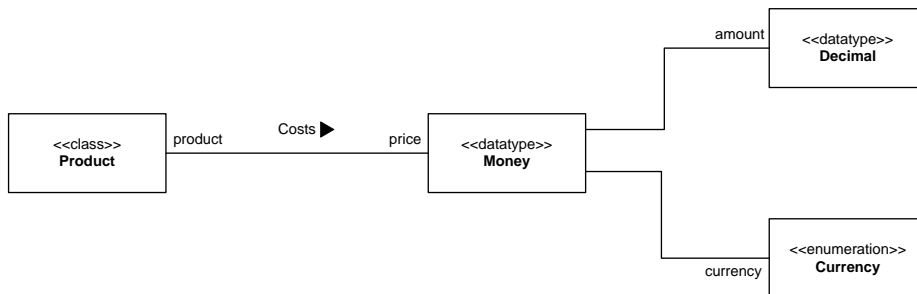 amount
<<datatype>>
Decimal
<<class>>
Product
product
Costs
price
<<datatype>>
Money
<<enumeration>>
Currency
currency